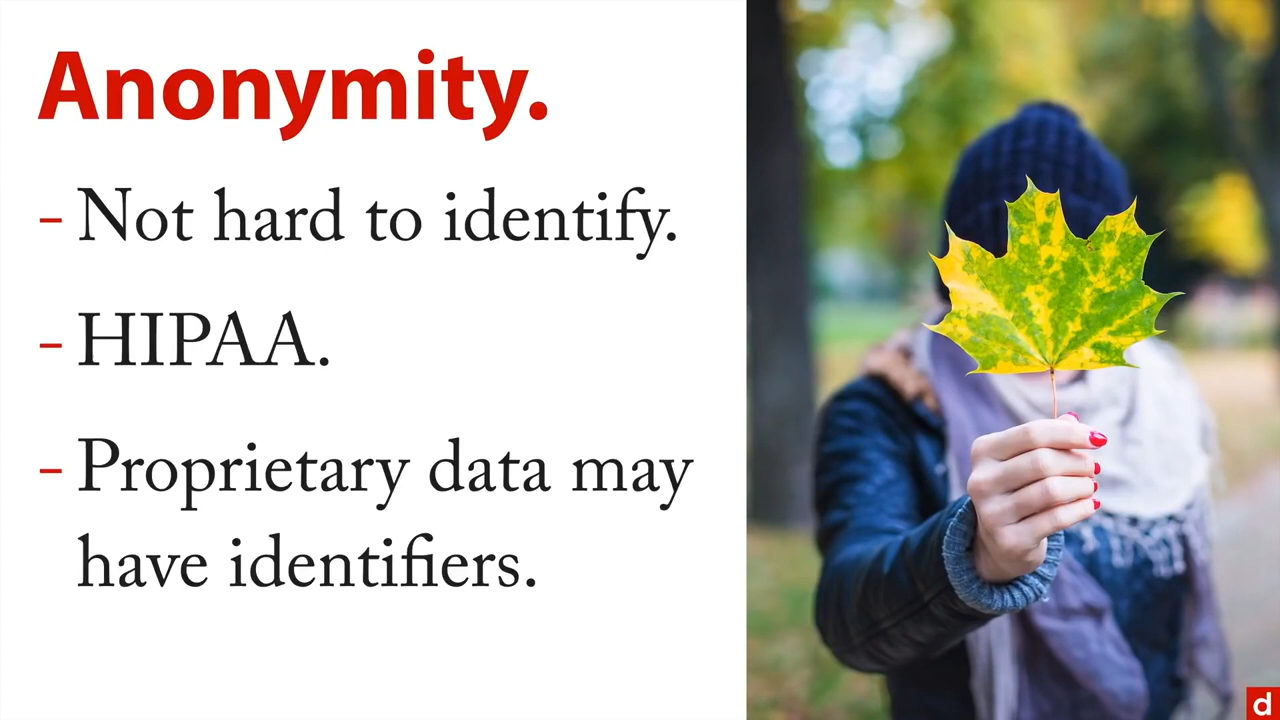 Anonymity.
- Not hard to identify.
- HIPAA.
- Proprietary data may
have identifiers.
d